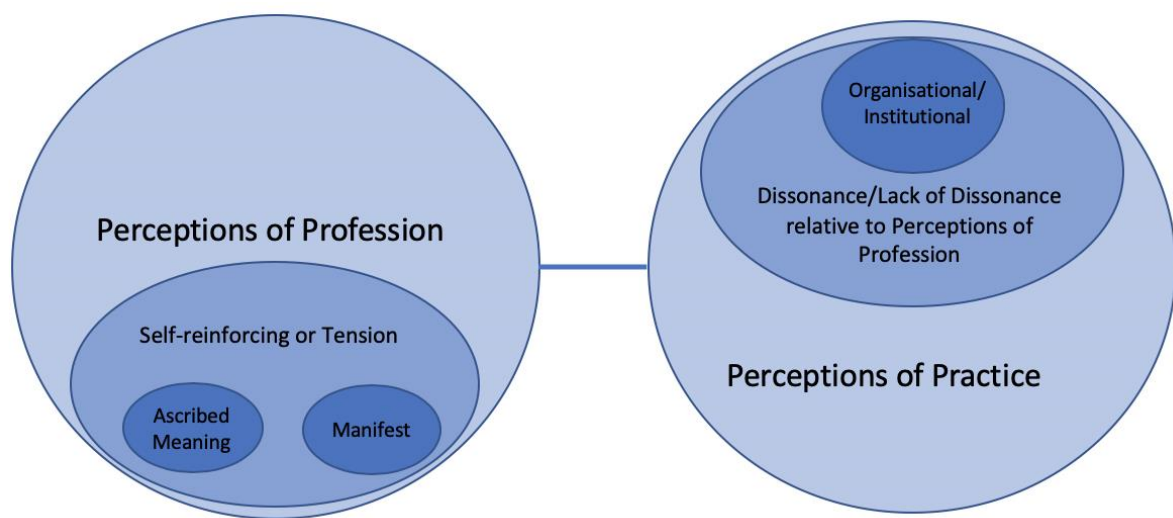 Perceptions of Profession
Self-reinforcing or Tension
Ascribed
Meaning
Manifest
Organisational/
Institutional
Dissonance/Lack of Dissonance
relative to Perceptions of
Profession
Perceptions of Practice